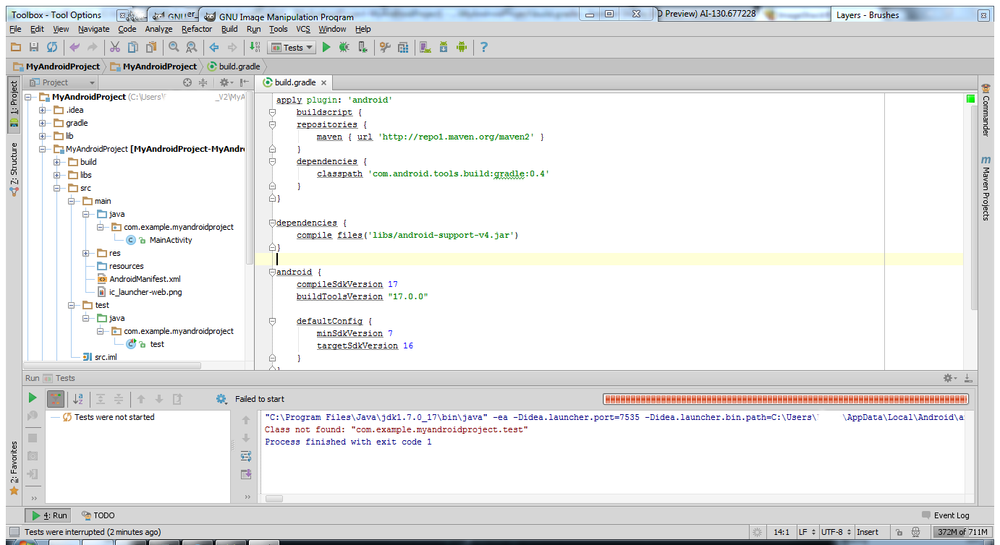 Toolbox - Tool Options
GNU Image Manipulation Program
Preview) AI-130.677228
Layers - Brushes
File Edit View Navigate Code Analyze Refactor Build Run Tools VCS Window Help
Tests
MyAndroidProject MyAndroidProject build.gradle
1: Project
Z: Structure
2: Favorites
Project
MyAndroidProject (C:\Users\ _V2\MyA
.idea
gradle
lib
MyAndroidProject [MyAndroidProject-MyAndr
build
libs
src
main
java
com.example.myandroidproject
MainActivity
res
resources
AndroidManifest.xml
ic_launcher-web.png
test
java
com.example.myandroidproject
test
src.iml
build.gradle
apply plugin: 'android'
buildscript {
repositories {
maven { url 'http://repo1.maven.org/maven2' }
}
dependencies {
classpath 'com.android.tools.build:gradle:0.4'
}
}
dependencies {
compile files('libs/android-support-v4.jar')
}
android {
compileSdkVersion 17
buildToolsVersion "17.0.0"
defaultConfig {
minSdkVersion 7
targetSdkVersion 16
}
Commander
Maven Projects
Run Tests
Failed to start
Tests were not started
"C:\Program Files\Java\jdk1.7.0_17\bin\java" -ea -Didea.launcher.port=7535 -Didea.launcher.bin.path=C:\Users\ \AppData\Local\Android\a
Class not found: "com.example.myandroidproject.test"
Process finished with exit code 1
4: Run TODO Event Log
Tests were interrupted (2 minutes ago) 14:1 LF UTF-8 Insert 372M of 711M